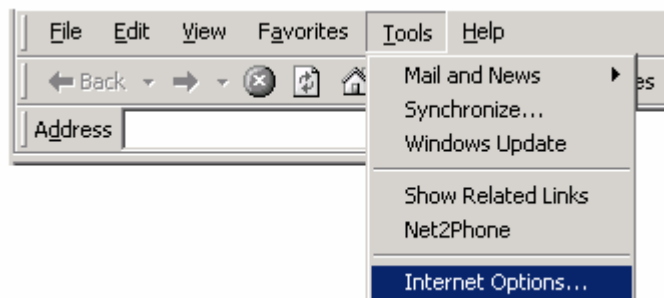 File Edit View Favorites Tools Help
Back Mail and News es
Synchronize...
Address
Windows Update
Show Related Links
Net2Phone
Internet Options...